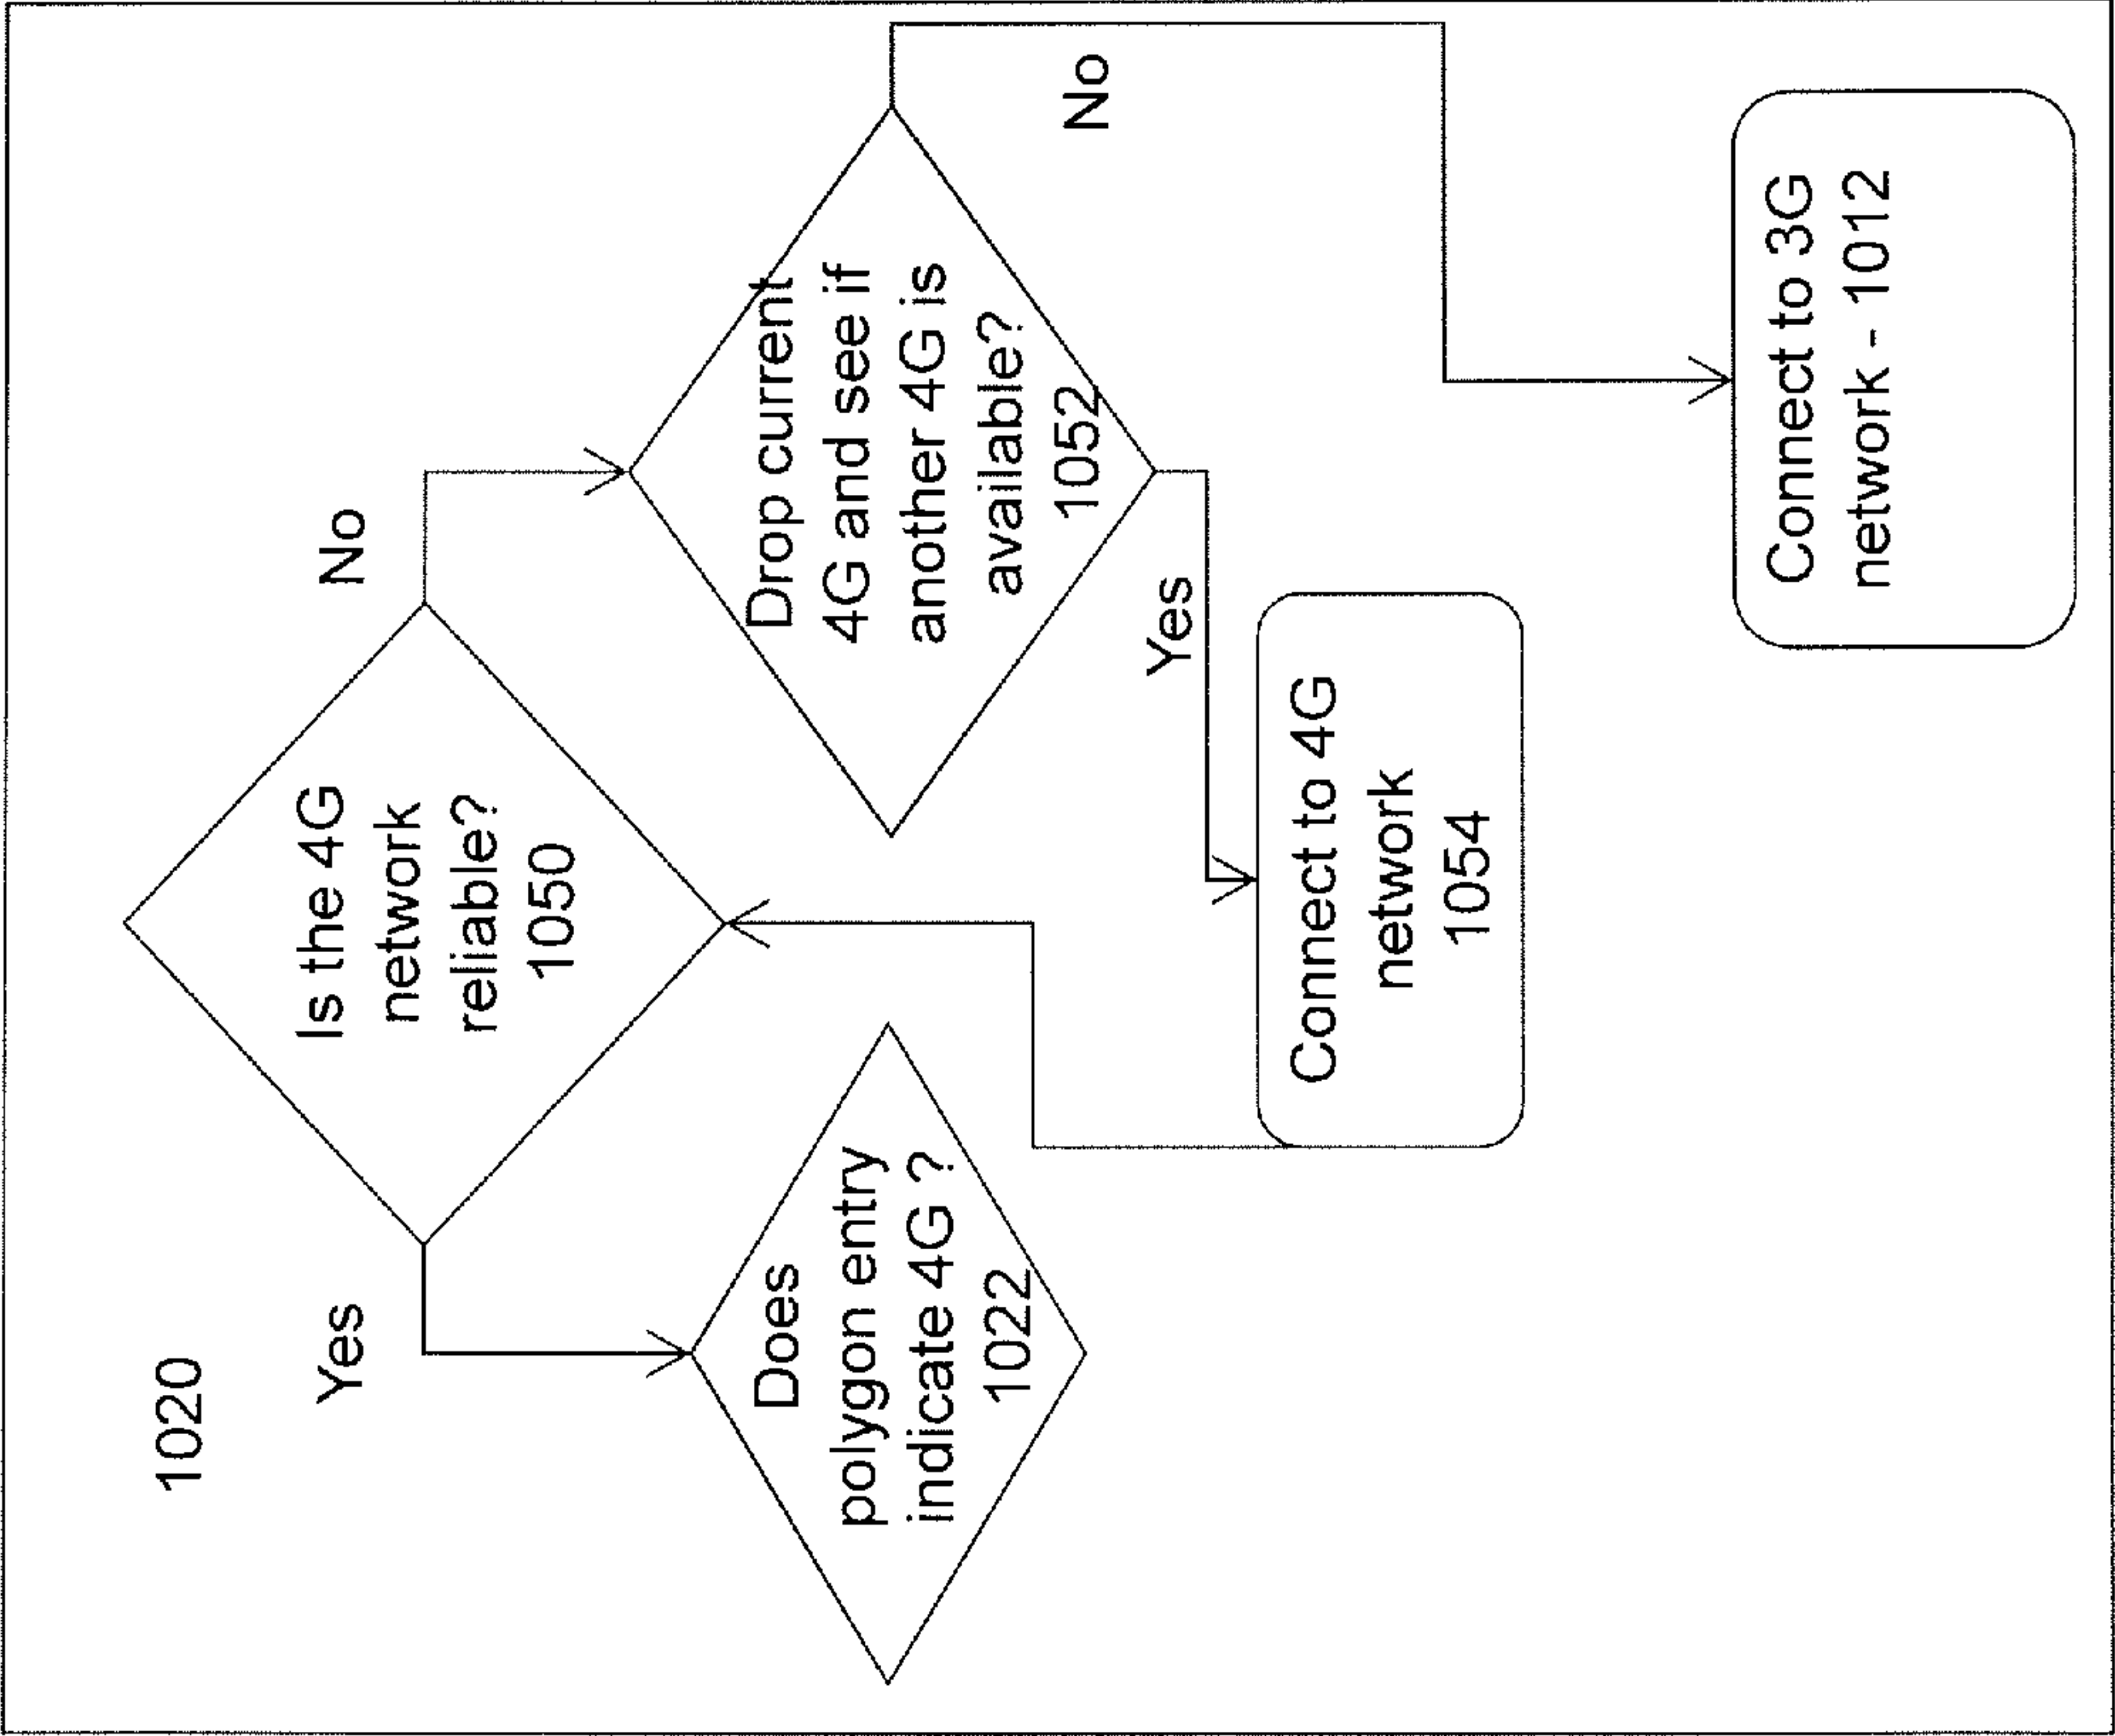 1020
Yes
Is the 4G
network
reliable?
1050
No
Does
polygon entry
indicate 4G ?
1022
Drop current
4G and see if
another 4G is
available?
1052
Yes
No
Connect to 4G
network
1054
Connect to 3G
network - 1012